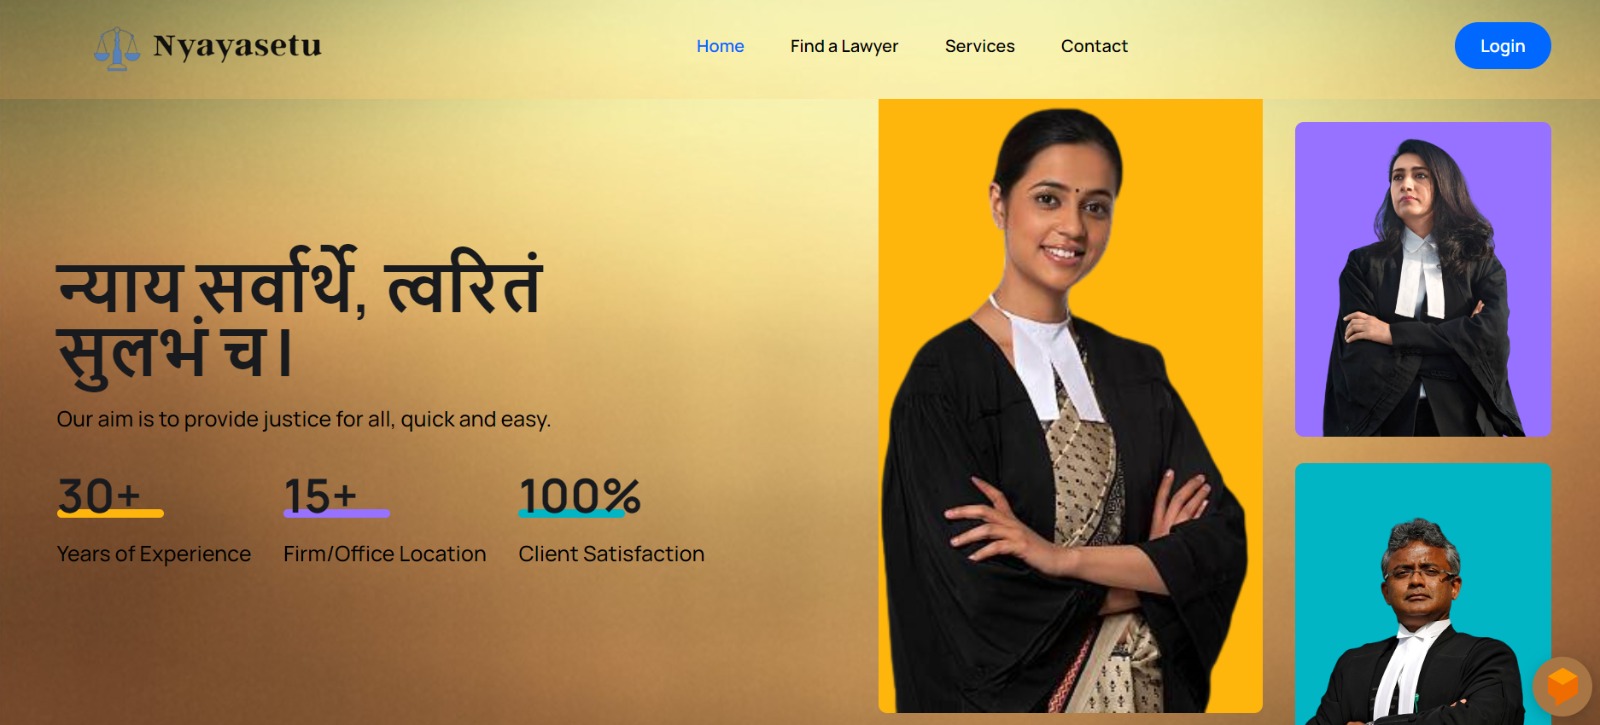 Nyayasetu
Home Find a Lawyer Services Contact
Login
न्याय सर्वार्थे, त्वरितं
सुलभं च।
Our aim is to provide justice for all, quick and easy.
30+ 15+ 100%
Years of Experience Firm/Office Location Client Satisfaction